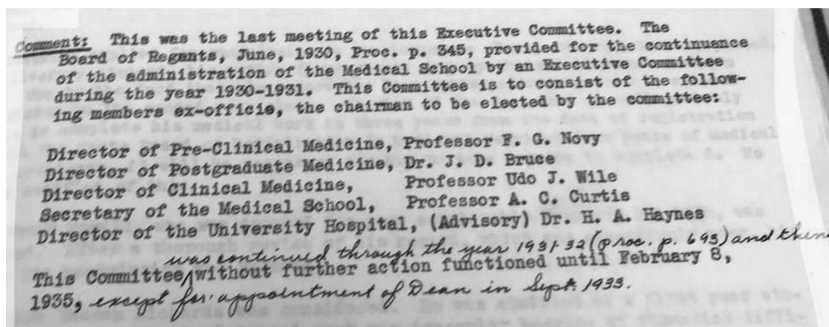 Comment: This was the last meeting of this Executive Committee. The
Board of Regants, June, 1930, Proc. p. 345, provided for the continuance
of the administration of the Medical School by an Executive Committee
during the year 1930-1931. This Committee is to consist of the follow-
ing members ex-officio, the chairman to be elected by the committee:
Director of Pre-Clinical Medicine, Professor F. G. Novy
Director of Postgraduate Medicine, Dr. J. D. Bruce
Director of Clinical Medicine, Professor Udo J. Wile
Secretary of the Medical School, Professor A. C. Curtis
Director of the University Hospital, (Advisory) Dr. H. A. Haynes
was continued through the year 1931-32 (proc. p. 693) and then
This Committee without further action functioned until February 8,
1935, except for appointment of Dean in Sept. 1933.